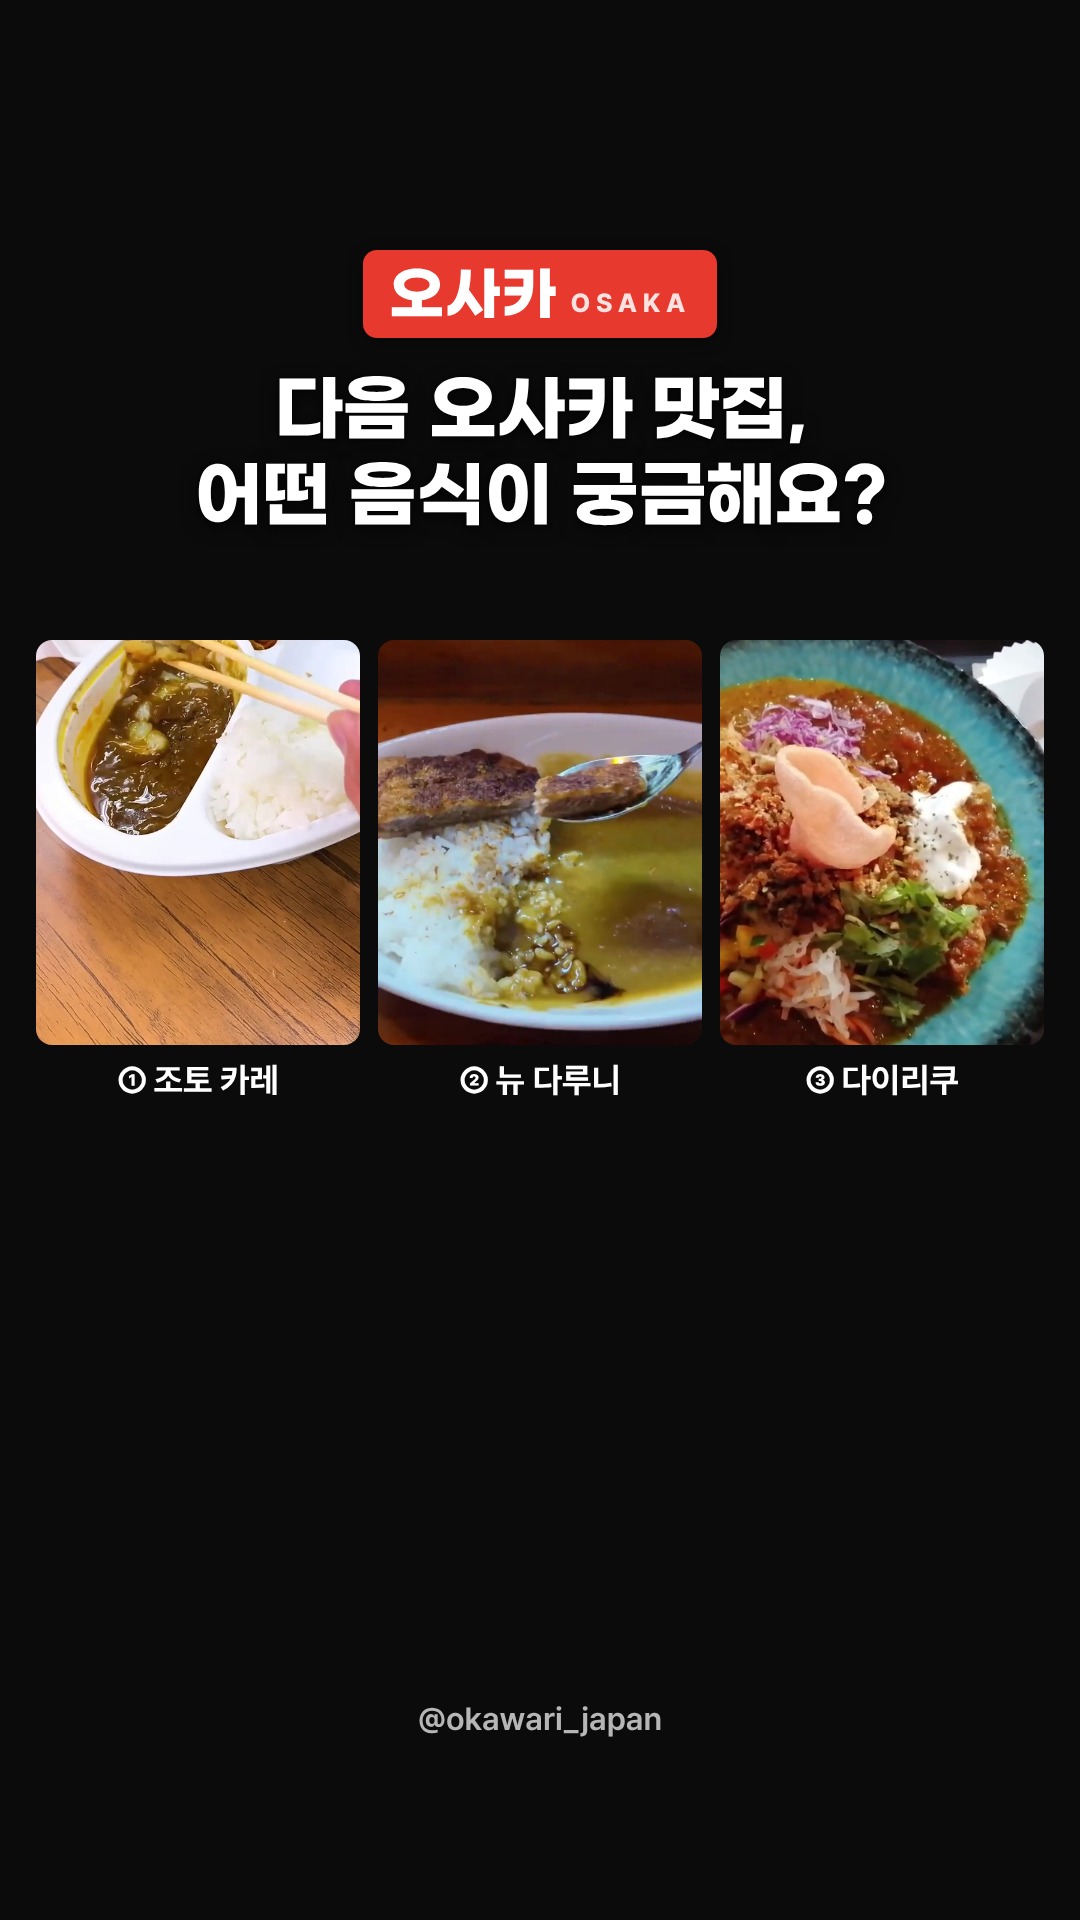 오사카 OSAKA
다음 오사카 맛집,
어떤 음식이 궁금해요?
① 조토 카레
② 뉴 다루니
③ 다이리쿠
@okawari_japan